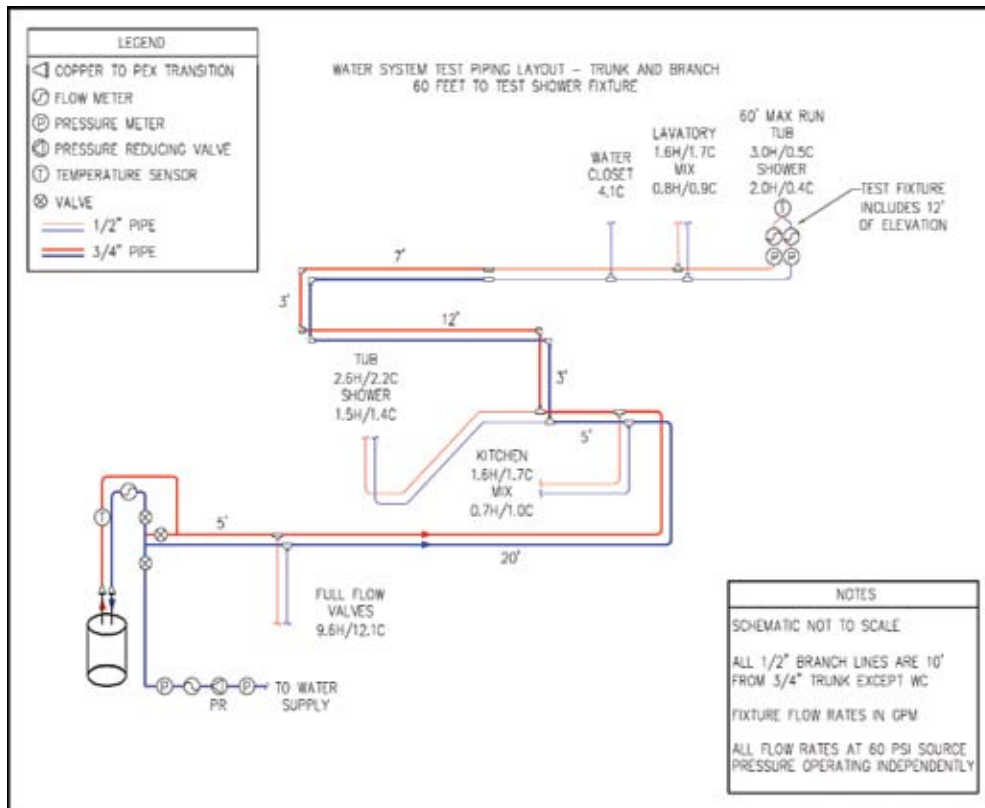 LEGEND
COPPER TO PEX TRANSITION
FLOW METER
P PRESSURE METER
PRESSURE REDUCING VALVE
T TEMPERATURE SENSOR
VALVE
1/2" PIPE
3/4" PIPE
WATER SYSTEM TEST PIPING LAYOUT - TRUNK AND BRANCH
60 FEET TO TEST SHOWER FIXTURE
WATER
CLOSET
4.1C
LAVATORY
1.6H/1.7C
MIX
0.8H/0.9C
60' MAX RUN
TUB
3.0H/0.5C
SHOWER
2.0H/0.4C
T
P P
TEST FIXTURE
INCLUDES 12'
OF ELEVATION
7'
3'
12'
3'
TUB
2.6H/2.2C
SHOWER
1.5H/1.4C
5'
KITCHEN
1.6H/1.7C
MIX
0.7H/1.0C
T
5'
20'
FULL FLOW
VALVES
9.6H/12.1C
P
P
TO WATER
SUPPLY
PR
NOTES
SCHEMATIC NOT TO SCALE
ALL 1/2" BRANCH LINES ARE 10'
FROM 3/4" TRUNK EXCEPT WC
FIXTURE FLOW RATES IN GPM
ALL FLOW RATES AT 60 PSI SOURCE
PRESSURE OPERATING INDEPENDENTLY